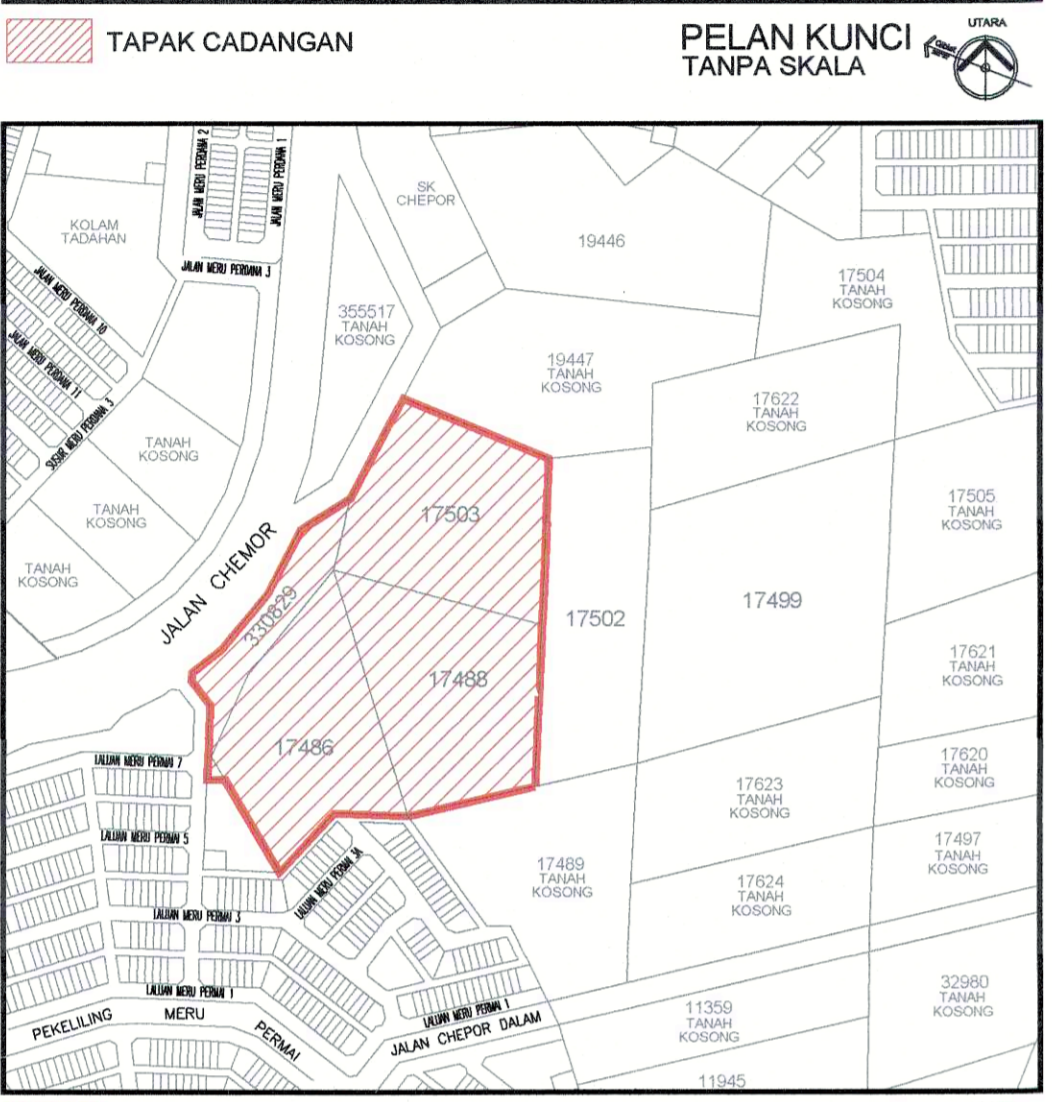 TAPAK CADANGAN
PELAN KUNCI
TANPA SKALA
UTARA
JALAN MERU PERDANA 2
JALAN MERU PERDANA 1
SK
CHEPOR
KOLAM
TADAHAN
19446
JALAN MERU PERDANA 3
17504
TANAH
KOSONG
JALAN MERU PERDANA 10
355517
TANAH
KOSONG
JALAN MERU PERDANA 11
19447
TANAH
KOSONG
SUSUR MERU PERDANA 3
17622
TANAH
KOSONG
TANAH
KOSONG
TANAH
KOSONG
TANAH
KOSONG
17503
17505
TANAH
KOSONG
JALAN CHEMOR
330829
17502
17499
17488
17621
TANAH
KOSONG
17486
LALUAN MERU PERMAI 7
17620
TANAH
KOSONG
17623
TANAH
KOSONG
LALUAN MERU PERMAI 5
17497
TANAH
KOSONG
17489
TANAH
KOSONG
LALUAN MERU PERMAI 3A
17624
TANAH
KOSONG
LALUAN MERU PERMAI 3
LALUAN MERU PERMAI 1
32980
TANAH
KOSONG
PEKELILING MERU PERMAI
LALUAN MERU PERMAI 1
JALAN CHEPOR DALAM
11359
TANAH
KOSONG
11945